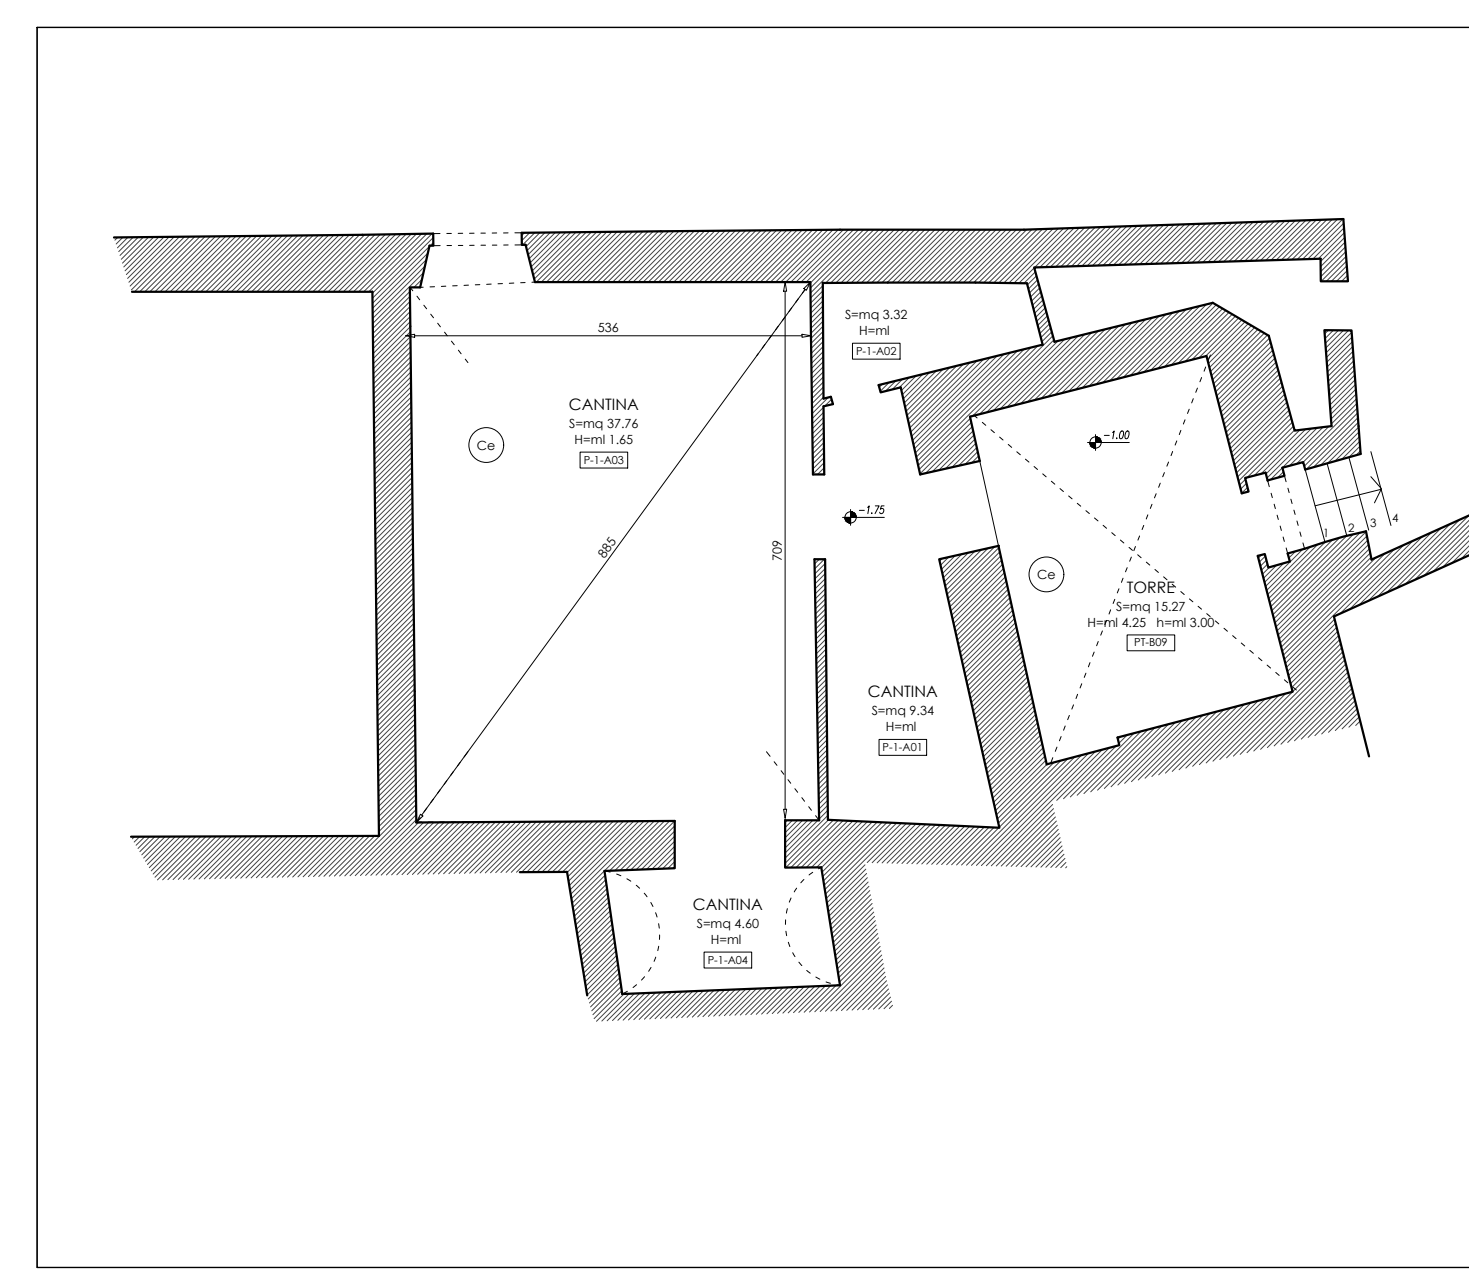 S=mq 3.32
H=ml
P-1-A02
536
CANTINA
S=mq 37.76
H=ml 1.65
P-1-A03
Ce
-1.00
-1.75
885
709
1 2 3 4
Ce
TORRE
S=mq 15.27
H=ml 4.25 h=ml 3.00
PT-B09
CANTINA
S=mq 9.34
H=ml
P-1-A01
CANTINA
S=mq 4.60
H=ml
P-1-A04